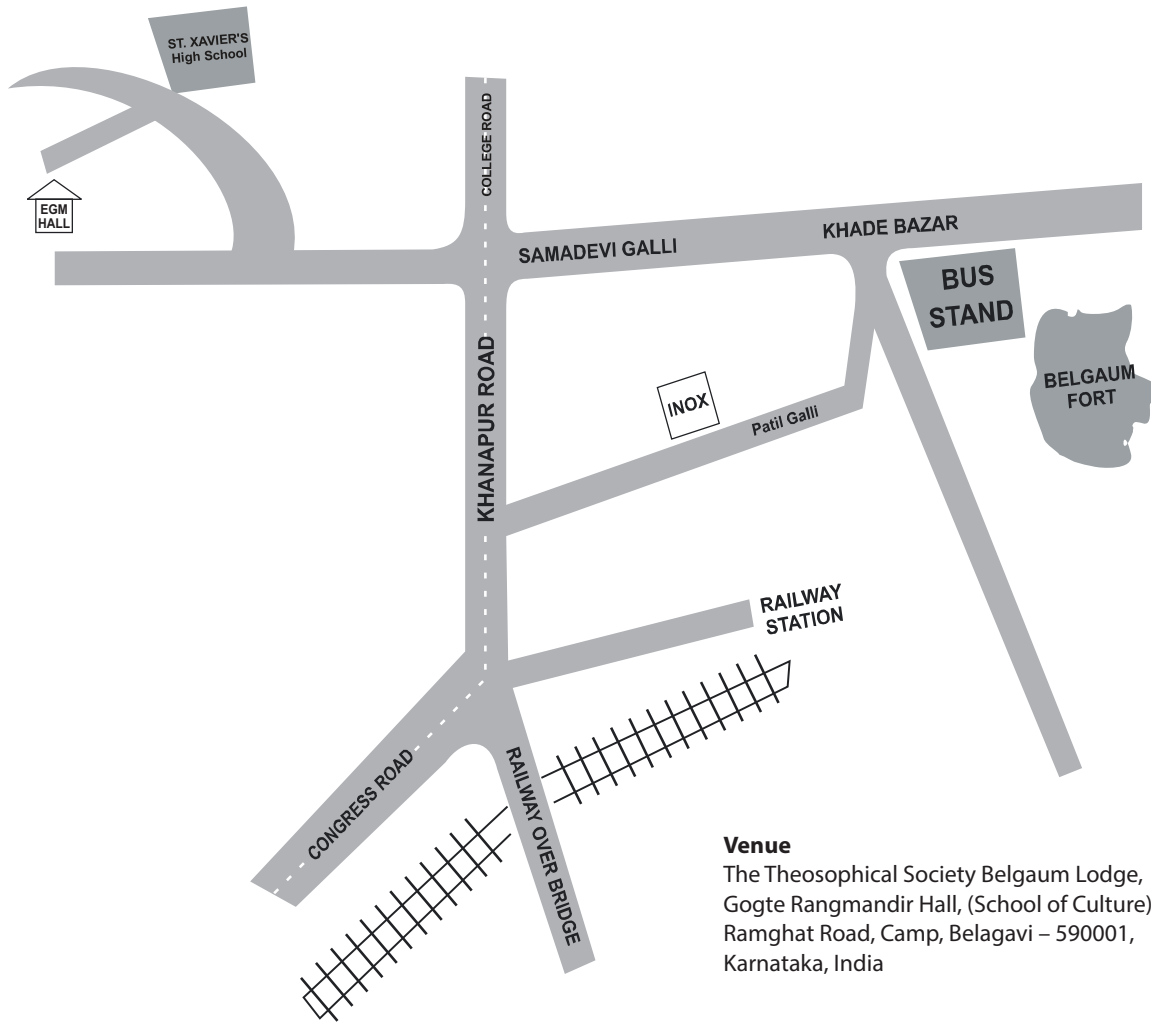 ST. XAVIER'S
High School
COLLEGE ROAD
EGM
HALL
SAMADEVI GALLI
KHADE BAZAR
BUS
STAND
BELGAUM
FORT
KHANAPUR ROAD
INOX
Patil Galli
RAILWAY
STATION
CONGRESS ROAD
RAILWAY OVER BRIDGE
Venue
The Theosophical Society Belgaum Lodge,
Gogte Rangmandir Hall, (School of Culture)
Ramghat Road, Camp, Belagavi – 590001,
Karnataka, India